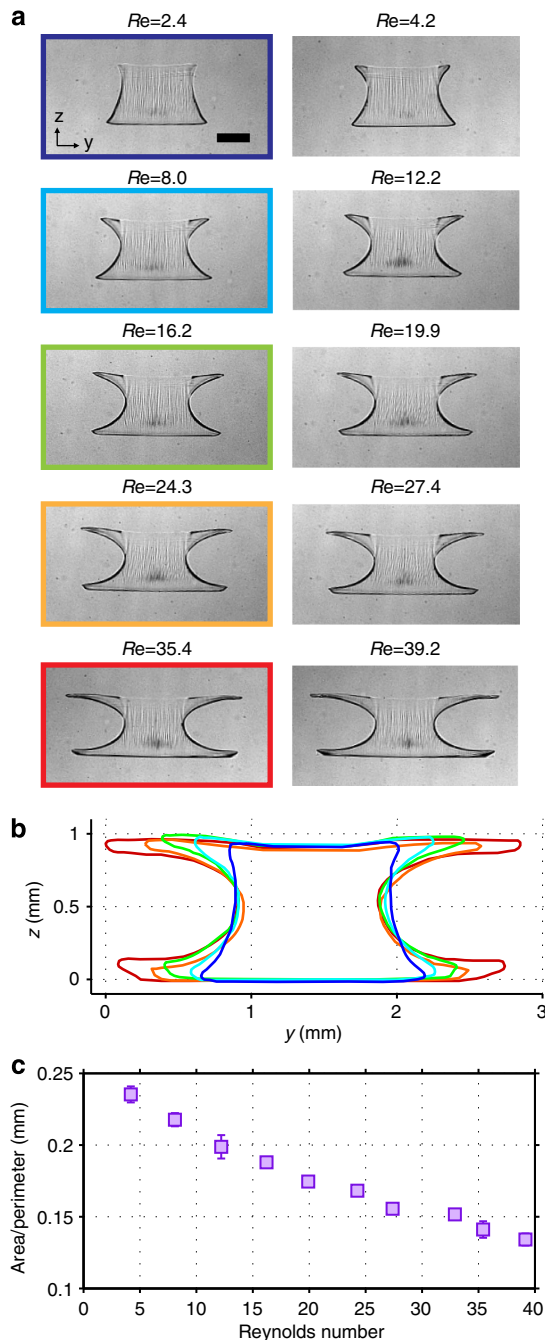 a
Re=2.4
Re=4.2
z
y
Re=8.0
Re=12.2
Re=16.2
Re=19.9
Re=24.3
Re=27.4
Re=35.4
Re=39.2
b
1
0.5
0
z (mm)
0
1
2
3
y (mm)
c
0.25
0.2
0.15
0.1
Area/perimeter (mm)
0
5
10
15
20
25
30
35
40
Reynolds number